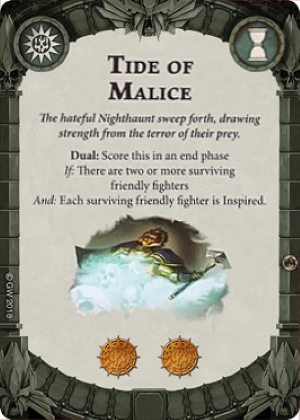 TIDE OF
MALICE
The hateful Nighthaunt sweep forth, drawing
strength from the terror of their prey.
Dual: Score this in an end phase
If: There are two or more surviving
friendly fighters
And: Each surviving friendly fighter is Inspired.
© GW 2018